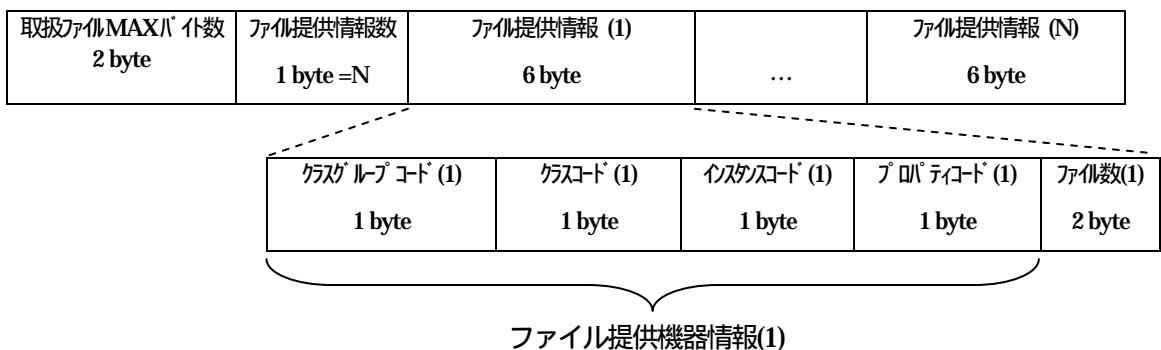 取扱ファイルMAXバイト数
2 byte
ファイル提供情報数
1 byte =N
ファイル提供情報 (1)
6 byte
…
ファイル提供情報 (N)
6 byte
クラスグループコード(1)
1 byte
クラスコード(1)
1 byte
インスタンスコード(1)
1 byte
プロパティコード(1)
1 byte
ファイル数(1)
2 byte
ファイル提供機器情報(1)